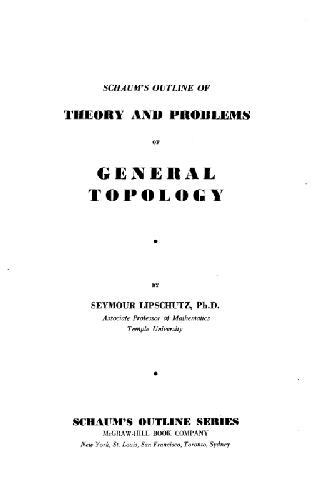 SCHAUM'S OUTLINE OF
THEORY AND PROBLEMS
OF
GENERAL
TOPOLOGY
•
BY
SEYMOUR LIPSCHUTZ, Ph.D.
Associate Professor of Mathematics
Temple University
•
SCHAUM'S OUTLINE SERIES
McGRAW-HILL BOOK COMPANY
New York, St. Louis, San Francisco, Toronto, Sydney